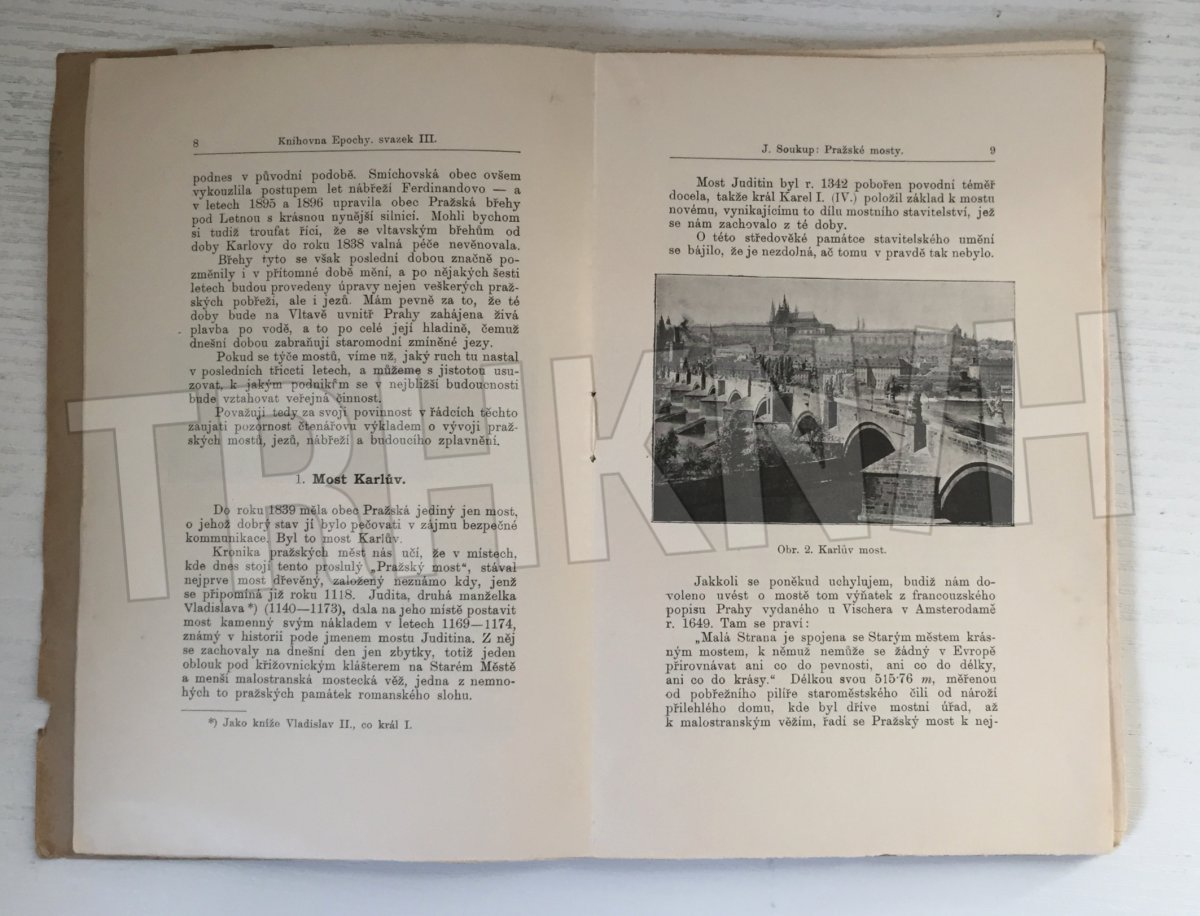 8 Knihovna Epochy. svazek III.
podnes v původní podobě. Smíchovská obec ovšem
vykouzlila postupem let nábřeží Ferdinandovo — a
v letech 1895 a 1896 upravila obec Pražská břehy
pod Letnou s krásnou nynější silnicí. Mohli bychom
si tudíž troufat říci, že se vltavským břehům od
doby Karlovy do roku 1838 valná péče nevěnovala.
Břehy tyto se však poslední dobou značně po-
změnily i v přítomné době mění, a po nějakých šesti
letech budou provedeny úpravy nejen veškerých praž-
ských pobřeží, ale i jezů. Mám pevně za to, že té
doby bude na Vltavě uvnitř Prahy zahájena živá
plavba po vodě, a to po celé její hladině, čemuž
dnešní dobou zabraňují staromodní zmíněné jezy.
Pokud se týče mostů, víme už, jaký ruch tu nastal
v posledních třiceti letech, a můžeme s jistotou usu-
zovat, k jakým podnikům se v nejbližší budoucnosti
bude vztahovat veřejná činnost.
Považuji tedy za svoji povinnost v řádcích těchto
zaujati pozornost čtenářovu výkladem o vývoji praž-
ských mostů, jezů, nábřeží a budoucího zplavnění.
1. Most Karlův.
Do roku 1839 měla obec Pražská jediný jen most,
o jehož dobrý stav jí bylo pečovati v zájmu bezpečné
kommunikace. Byl to most Karlův.
Kronika pražských měst nás učí, že v místech,
kde dnes stojí tento proslulý „Pražský most“, stával
nejprve most dřevěný, založený neznámo kdy, jenž
se připomíná již roku 1118. Judita, druhá manželka
Vladislava*) (1140—1173), dala na jeho místě postavit
most kamenný svým nákladem v letech 1169—1174,
známý v historii pode jmenem mostu Juditina. Z něj
se zachovaly na dnešní den jen zbytky, totiž jeden
oblouk pod křižovnickým klášterem na Starém Městě
a menší malostranská mostecká věž, jedna z nemno-
hých to pražských památek romanského slohu.
*) Jako kníže Vladislav II., co král I.
J. Soukup: Pražské mosty. 9
Most Juditin byl r. 1342 pobořen povodní téměř
docela, takže král Karel I. (IV.) položil základ k mostu
novému, vynikajícímu to dílu mostního stavitelství, jež
se nám zachovalo z té doby.
O této středověké památce stavitelského umění
se bájilo, že je nezdolná, ač tomu v pravdě tak nebylo.
Obr. 2. Karlův most.
Jakkoli se poněkud uchylujem, budiž nám do-
voleno uvést o mostě tom výňatek z francouzského
popisu Prahy vydaného u Vischera v Amsterodamě
r. 1649. Tam se praví:
„Malá Strana je spojena se Starým městem krás-
ným mostem, k němuž nemůže se žádný v Evropě
přirovnávat ani co do pevnosti, ani co do délky,
ani co do krásy.“ Délkou svou 515·76 m, měřenou
od pobřežního pilíře staroměstského čili od nároží
přilehlého domu, kde byl dříve mostní úřad, až
k malostranským věžím, řadí se Pražský most k nej-
TRHKNIH